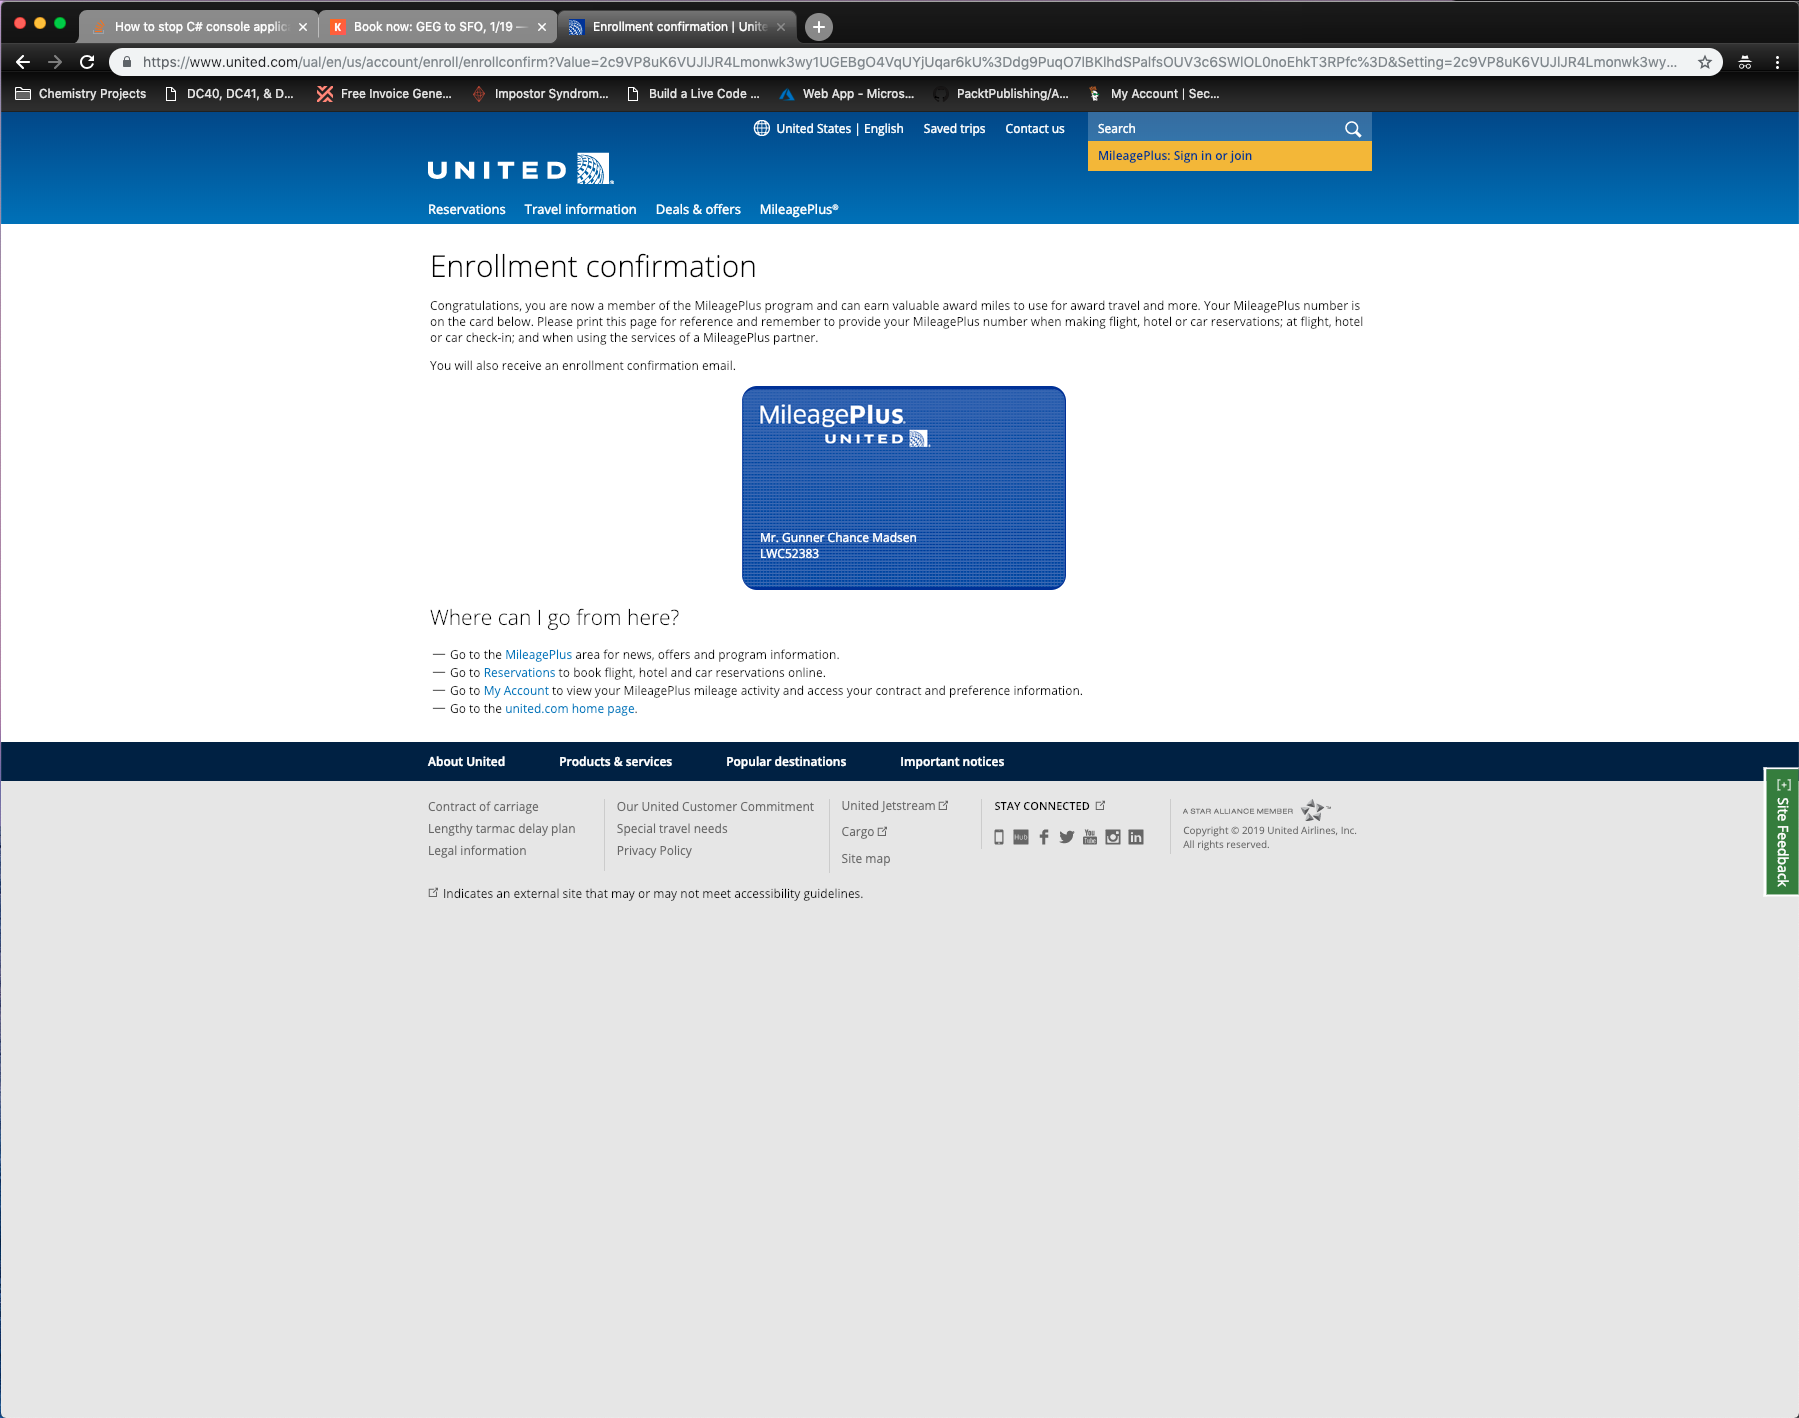 How to stop C# console applic
Book now: GEG to SFO, 1/19 —
Enrollment confirmation | Unite
https://www.united.com/ual/en/us/account/enroll/enrollconfirm?Value=2c9VP8uK6VUJlJR4Lmonwk3wy1UGEBgO4VqUYjUqar6kU%3Ddg9PuqO7lBKlhdSPalfsOUV3c6SWlOL0noEhkT3RPfc%3D&Setting=2c9VP8uK6VUJlJR4Lmonwk3wy...
Chemistry Projects
DC40, DC41, & D...
Free Invoice Gene...
Impostor Syndrom...
Build a Live Code ...
Web App - Micros...
PacktPublishing/A...
My Account | Sec...
United States | English
Saved trips
Contact us
Search
MileagePlus: Sign in or join
UNITED
Reservations
Travel information
Deals & offers
MileagePlus®
Enrollment confirmation
Congratulations, you are now a member of the MileagePlus program and can earn valuable award miles to use for award travel and more. Your MileagePlus number is
on the card below. Please print this page for reference and remember to provide your MileagePlus number when making flight, hotel or car reservations; at flight, hotel
or car check-in; and when using the services of a MileagePlus partner.
You will also receive an enrollment confirmation email.
MileagePlus
UNITED
Mr. Gunner Chance Madsen
LWC52383
Where can I go from here?
— Go to the MileagePlus area for news, offers and program information.
— Go to Reservations to book flight, hotel and car reservations online.
— Go to My Account to view your MileagePlus mileage activity and access your contract and preference information.
— Go to the united.com home page.
About United
Products & services
Popular destinations
Important notices
Contract of carriage
Lengthy tarmac delay plan
Legal information
Our United Customer Commitment
Special travel needs
Privacy Policy
United Jetstream
Cargo
Site map
STAY CONNECTED
HUB
You Tube
A STAR ALLIANCE MEMBER
Copyright © 2019 United Airlines, Inc.
All rights reserved.
Indicates an external site that may or may not meet accessibility guidelines.
[+] Site Feedback